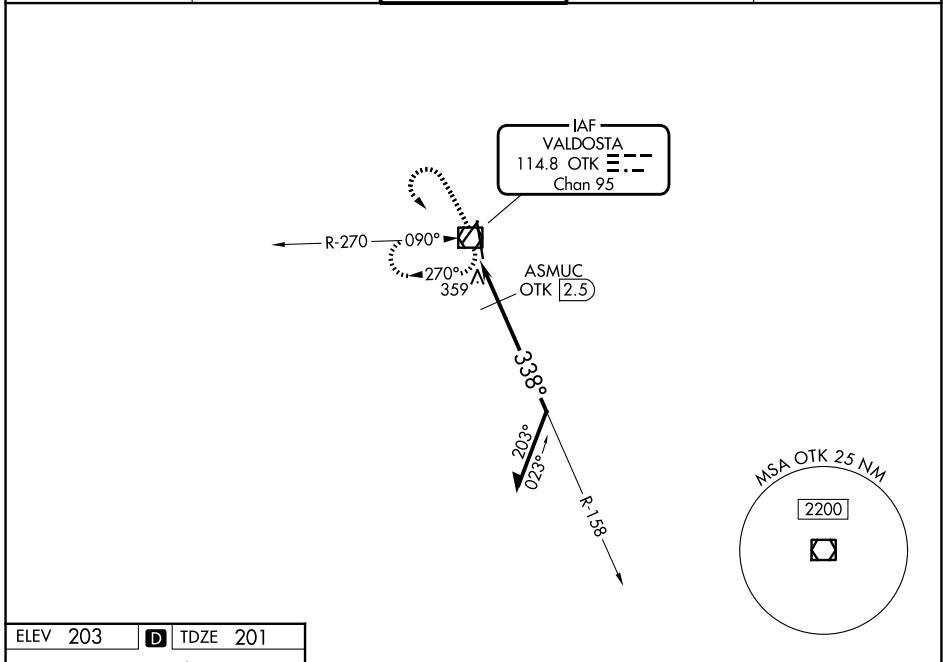 IAF
VALDOSTA
114.8 OTK
Chan 95
R-270
090°
270°
359
ASMUC
OTK 2.5
338°
203°
023°
R-158
MSA OTK 25 NM
2200
ELEV 203 D TDZE 201